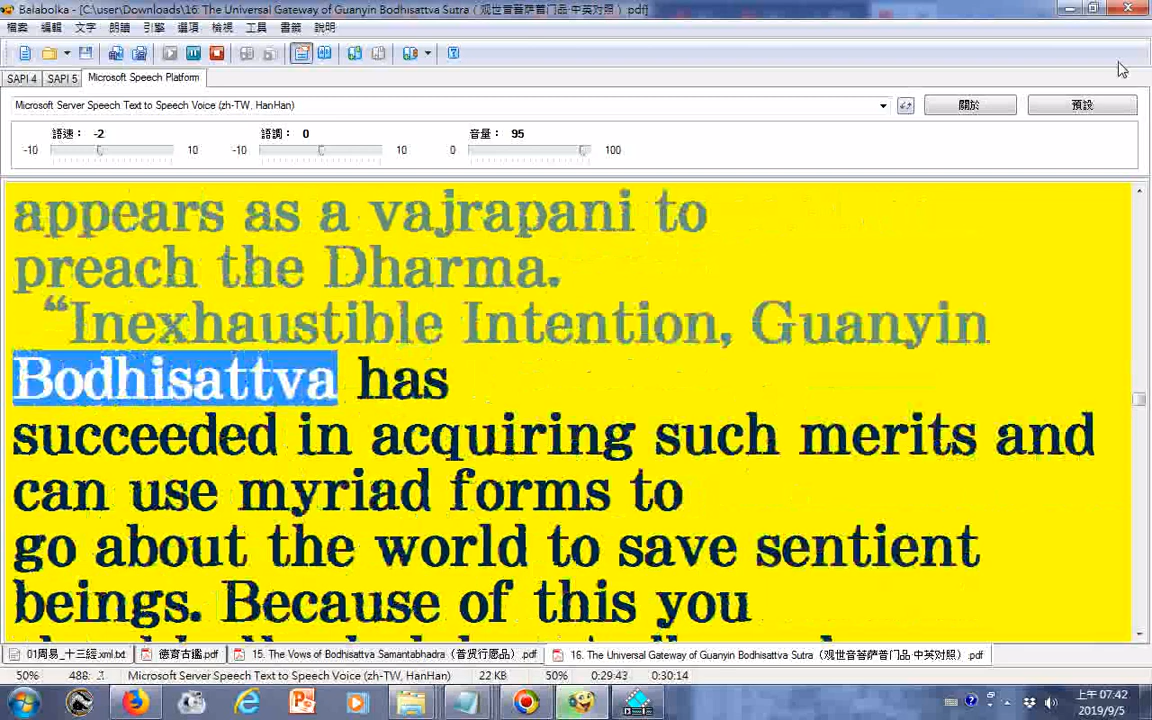 Balabolka - [C:\user\Downloads\16. The Universal Gateway of Guanyin Bodhisattva Sutra（观世音菩萨普门品·中英对照）.pdf]
檔案 編輯 文字 朗讀 引擎 選項 檢視 工具 書籤 說明
SAPI 4 SAPI 5 Microsoft Speech Platform
Microsoft Server Speech Text to Speech Voice (zh-TW, HanHan) 關於 預設
語速： -2 語調： 0 音量： 95
-10 10 -10 10 0 100
appears as a vajrapani to
preach the Dharma.
“Inexhaustible Intention, Guanyin
Bodhisattva has
succeeded in acquiring such merits and
can use myriad forms to
go about the world to save sentient
beings. Because of this you
01周易_十三經.xml.txt 德育古鑑.pdf 15. The Vows of Bodhisattva Samantabhadra（普贤行愿品）.pdf 16. The Universal Gateway of Guanyin Bodhisattva Sutra（观世音菩萨普门品·中英对照）.pdf
50% Microsoft Server Speech Text to Speech Voice (zh-TW, HanHan) 22 KB 50% 0:29:43 0:30:14
上午 07:42
2019/9/5